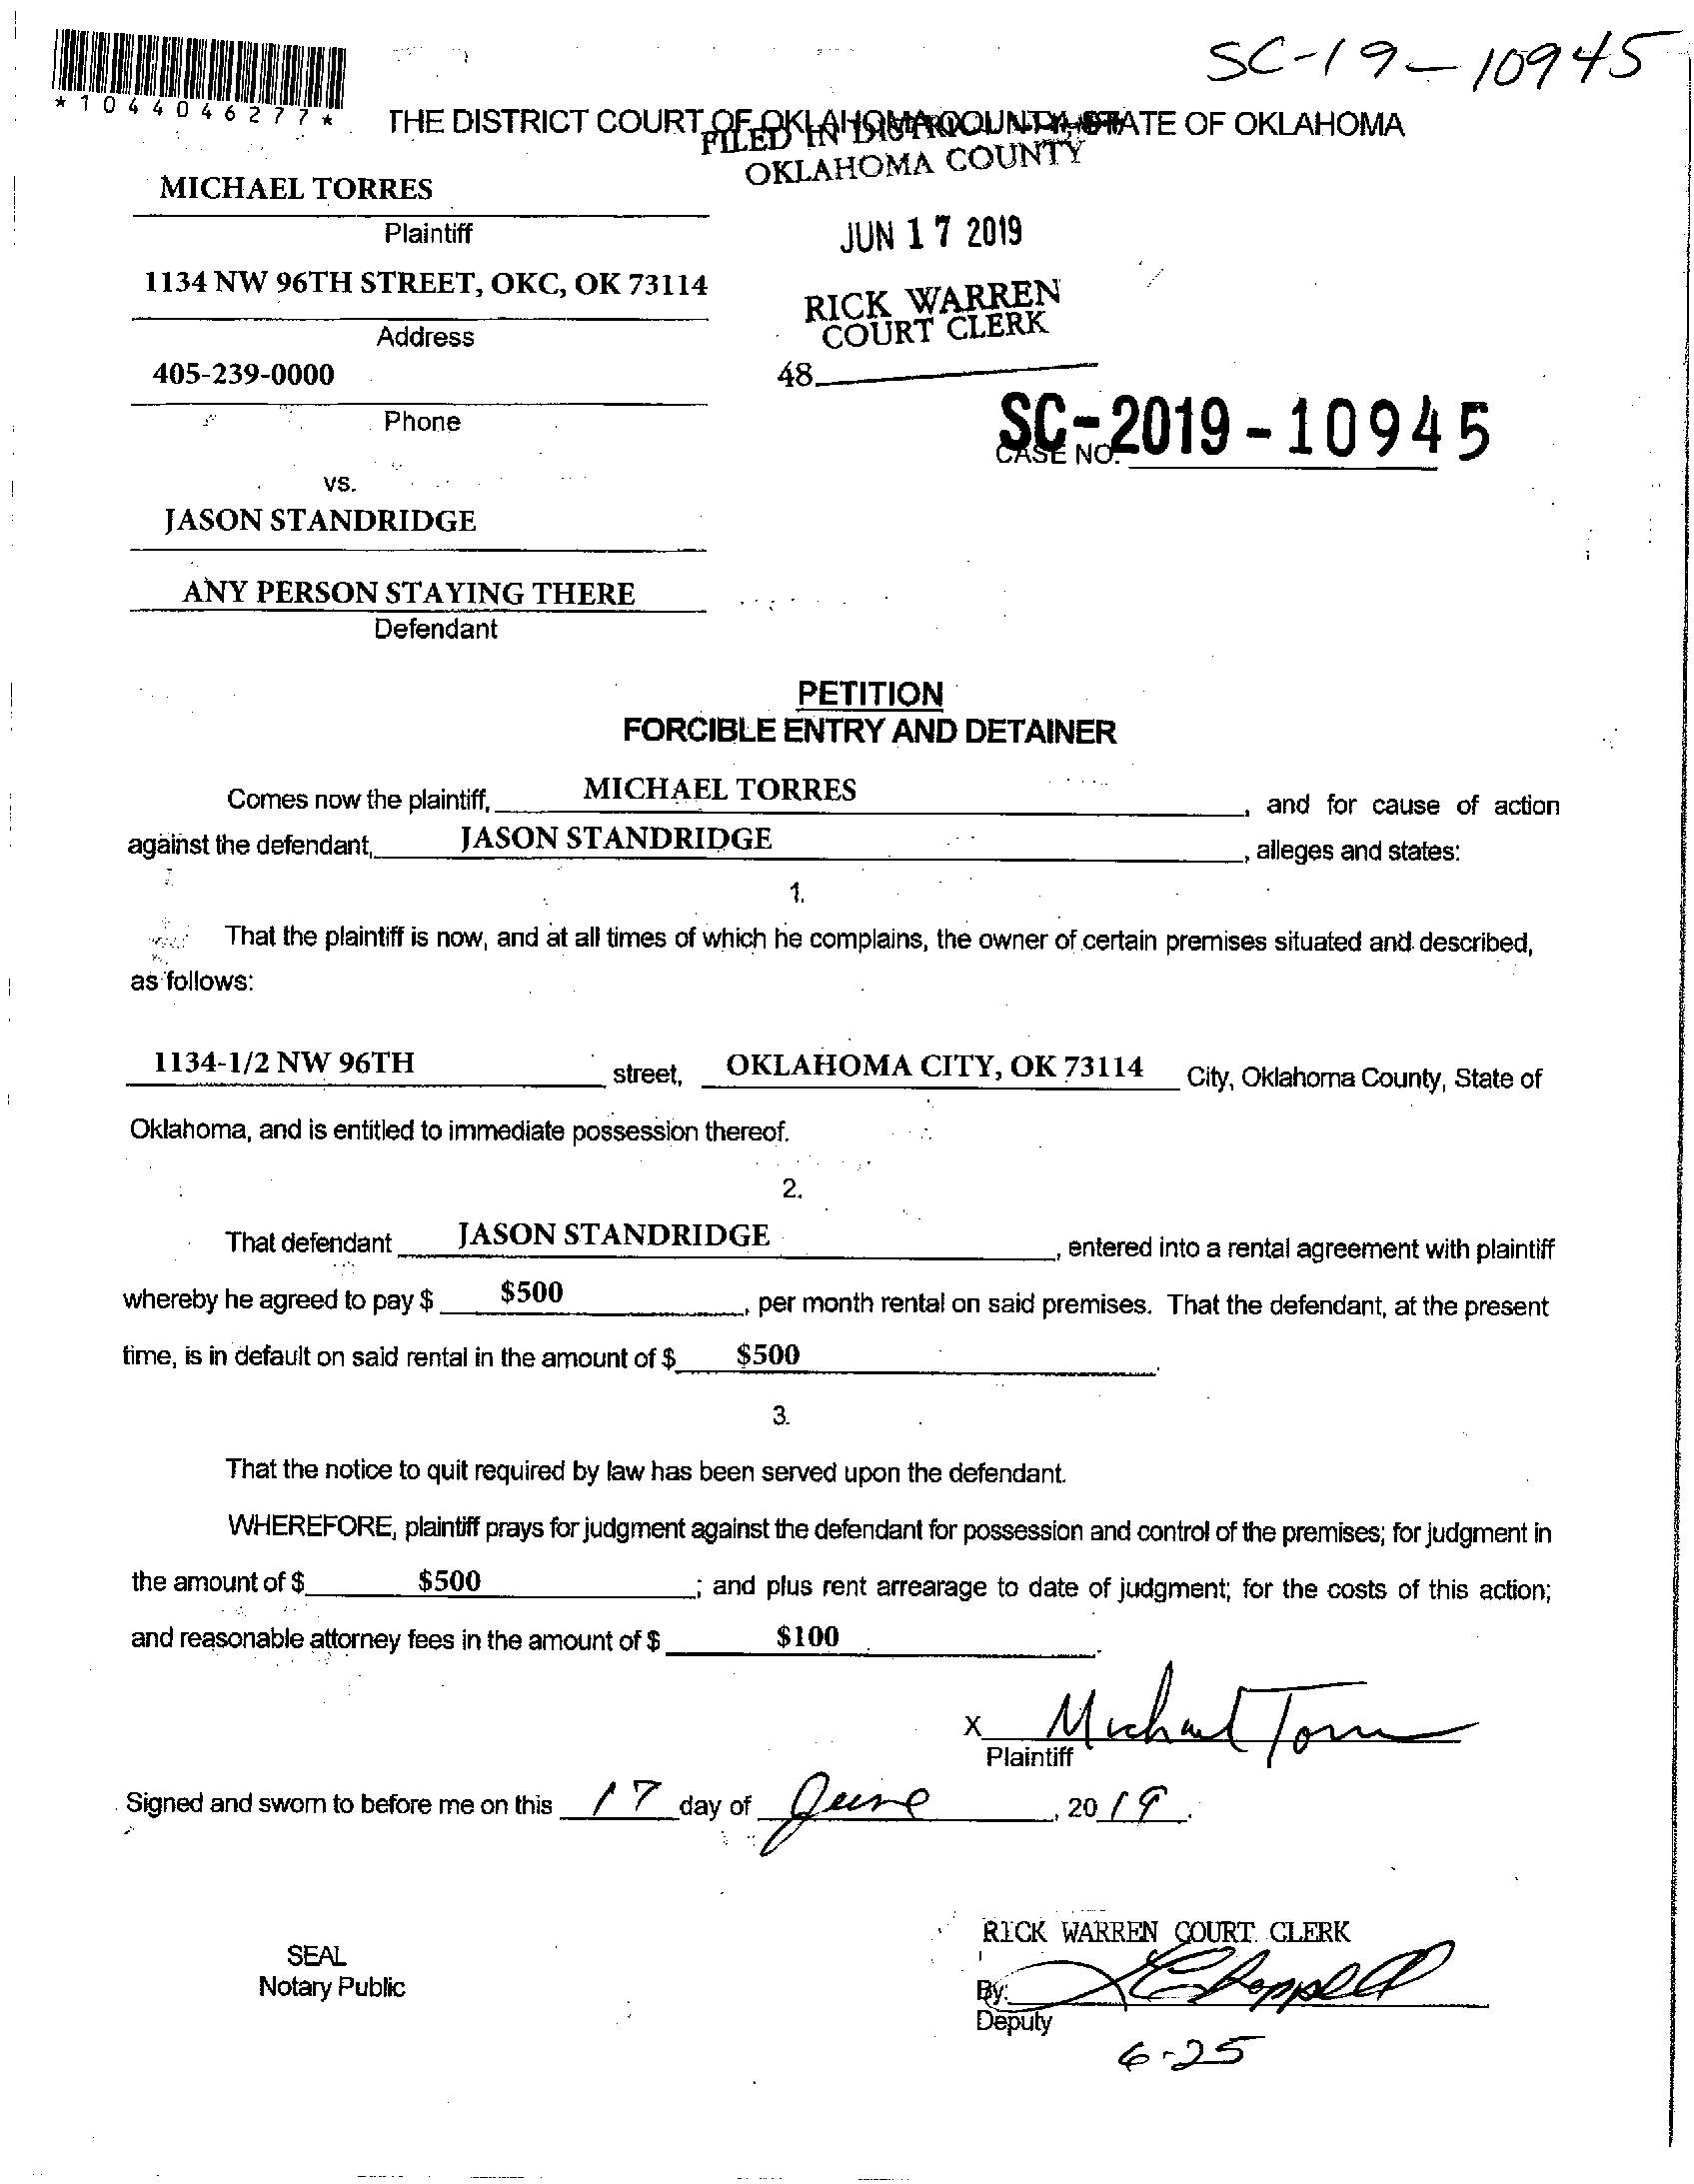 SC-19-10945
*1044046277*
THE DISTRICT COURT OF OKLAHOMA COUNTY, STATE OF OKLAHOMA
FILED IN DISTRICT COURT
OKLAHOMA COUNTY
MICHAEL TORRES
Plaintiff
JUN 17 2019
1134 NW 96TH STREET, OKC, OK 73114
Address
RICK WARREN
COURT CLERK
405-239-0000
Phone
48
SC-2019-10945
CASE NO.
vs.
JASON STANDRIDGE
ANY PERSON STAYING THERE
Defendant
PETITION
FORCIBLE ENTRY AND DETAINER
Comes now the plaintiff, MICHAEL TORRES, and for cause of action
against the defendant, JASON STANDRIDGE, alleges and states:
1.
That the plaintiff is now, and at all times of which he complains, the owner of certain premises situated and described,
as follows:
1134-1/2 NW 96TH street, OKLAHOMA CITY, OK 73114 City, Oklahoma County, State of
Oklahoma, and is entitled to immediate possession thereof.
2.
That defendant JASON STANDRIDGE, entered into a rental agreement with plaintiff
whereby he agreed to pay $ $500, per month rental on said premises. That the defendant, at the present
time, is in default on said rental in the amount of $ $500.
3.
That the notice to quit required by law has been served upon the defendant.
WHEREFORE, plaintiff prays for judgment against the defendant for possession and control of the premises; for judgment in
the amount of $ $500; and plus rent arrearage to date of judgment; for the costs of this action;
and reasonable attorney fees in the amount of $ $100.
X Michael Torres
Plaintiff
Signed and sworn to before me on this 17 day of June, 2019.
RICK WARREN COURT CLERK
SEAL
Notary Public
By:
Deputy
6-25